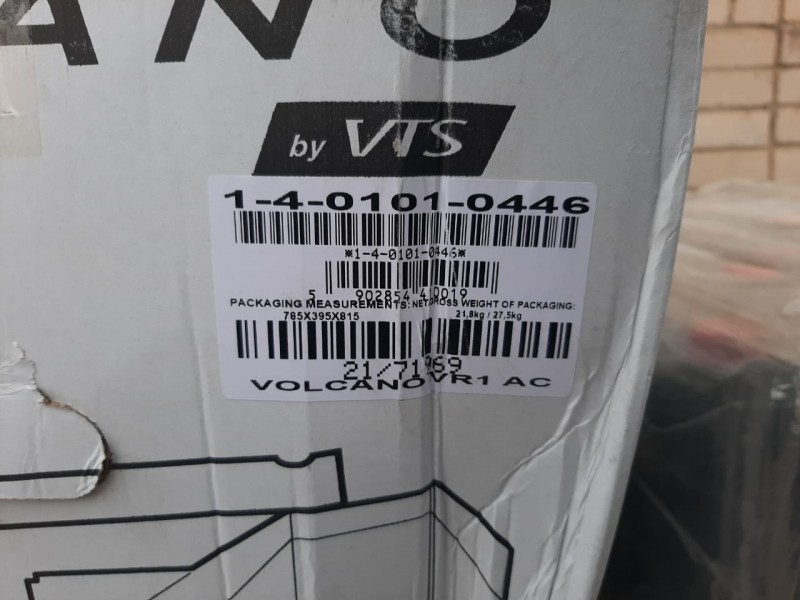 ANO
by VTS
1-4-0101-0446
*1-4-0101-0446*
5 902854 410019
PACKAGING MEASUREMENTS: NET/GROSS WEIGHT OF PACKAGING:
785X395X815 21,8kg / 27,5kg
21/71969
VOLCANO VR1 AC